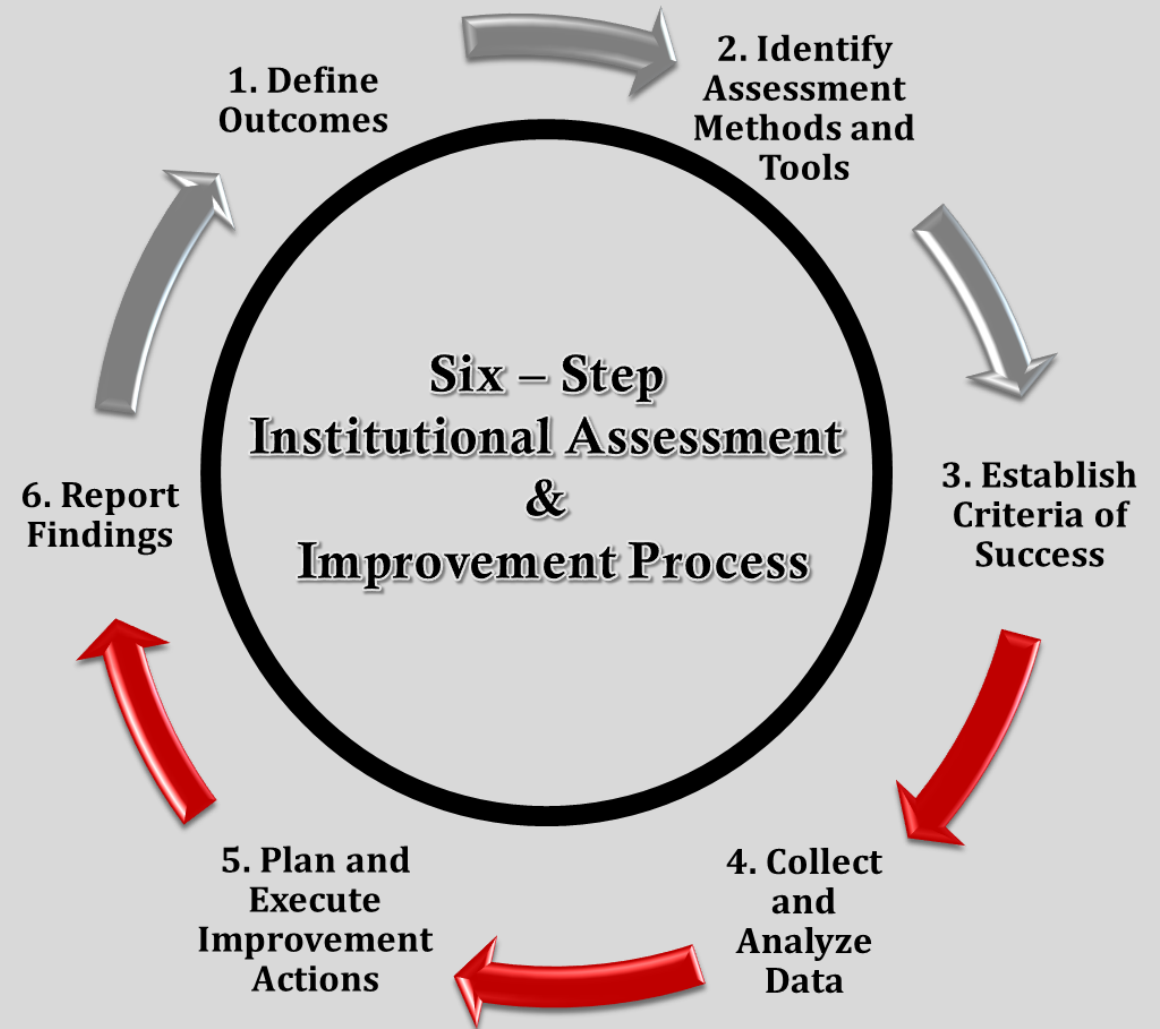 1. Define
Outcomes
2. Identify
Assessment
Methods and
Tools
3. Establish
Criteria of
Success
4. Collect
and
Analyze
Data
5. Plan and
Execute
Improvement
Actions
6. Report
Findings
Six – Step
Institutional Assessment
&
Improvement Process